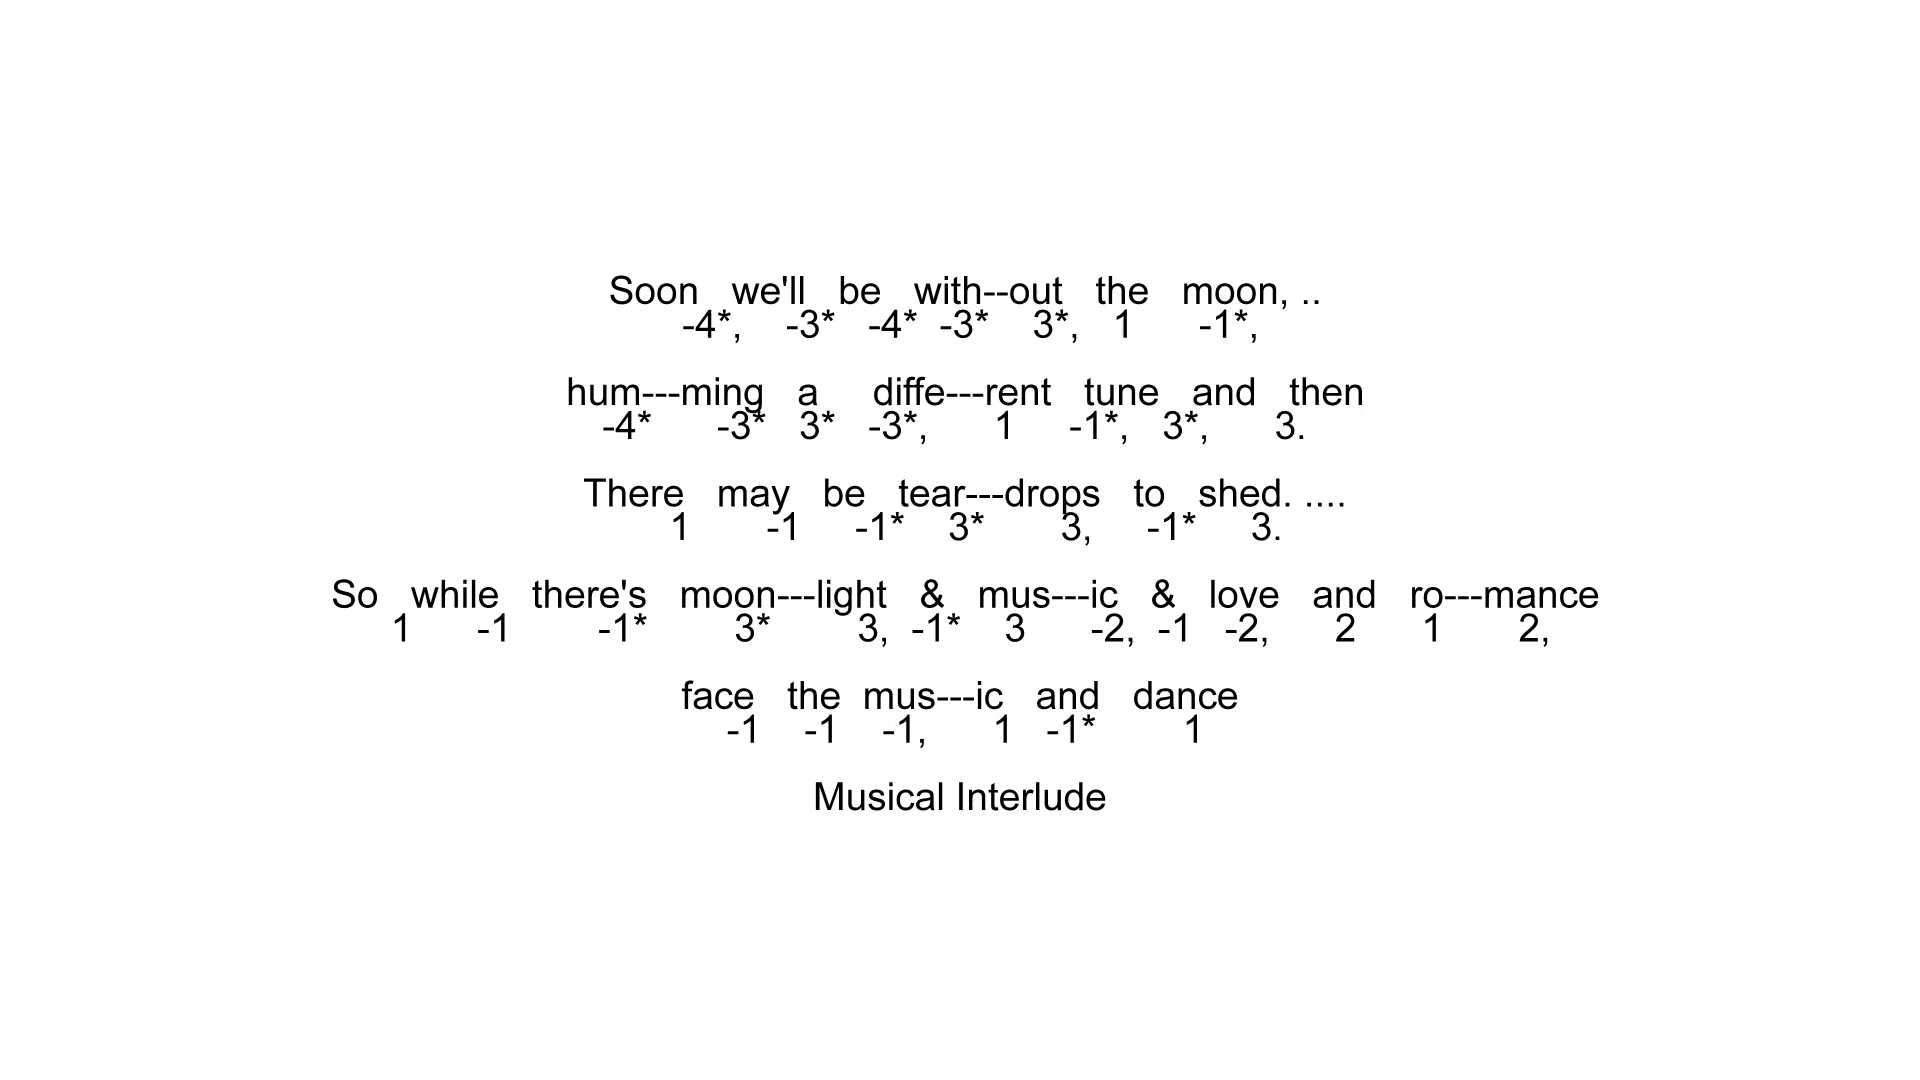 Soon we'll be with--out the moon, ..
-4*, -3* -4* -3* 3*, 1 -1*,
hum---ming a diffe---rent tune and then
-4* -3* 3* -3*, 1 -1*, 3*, 3.
There may be tear---drops to shed. ....
1 -1 -1* 3* 3, -1* 3.
So while there's moon---light & mus---ic & love and ro---mance
1 -1 -1* 3* 3, -1* 3 -2, -1 -2, 2 1 2,
face the mus---ic and dance
-1 -1 -1, 1 -1* 1
Musical Interlude